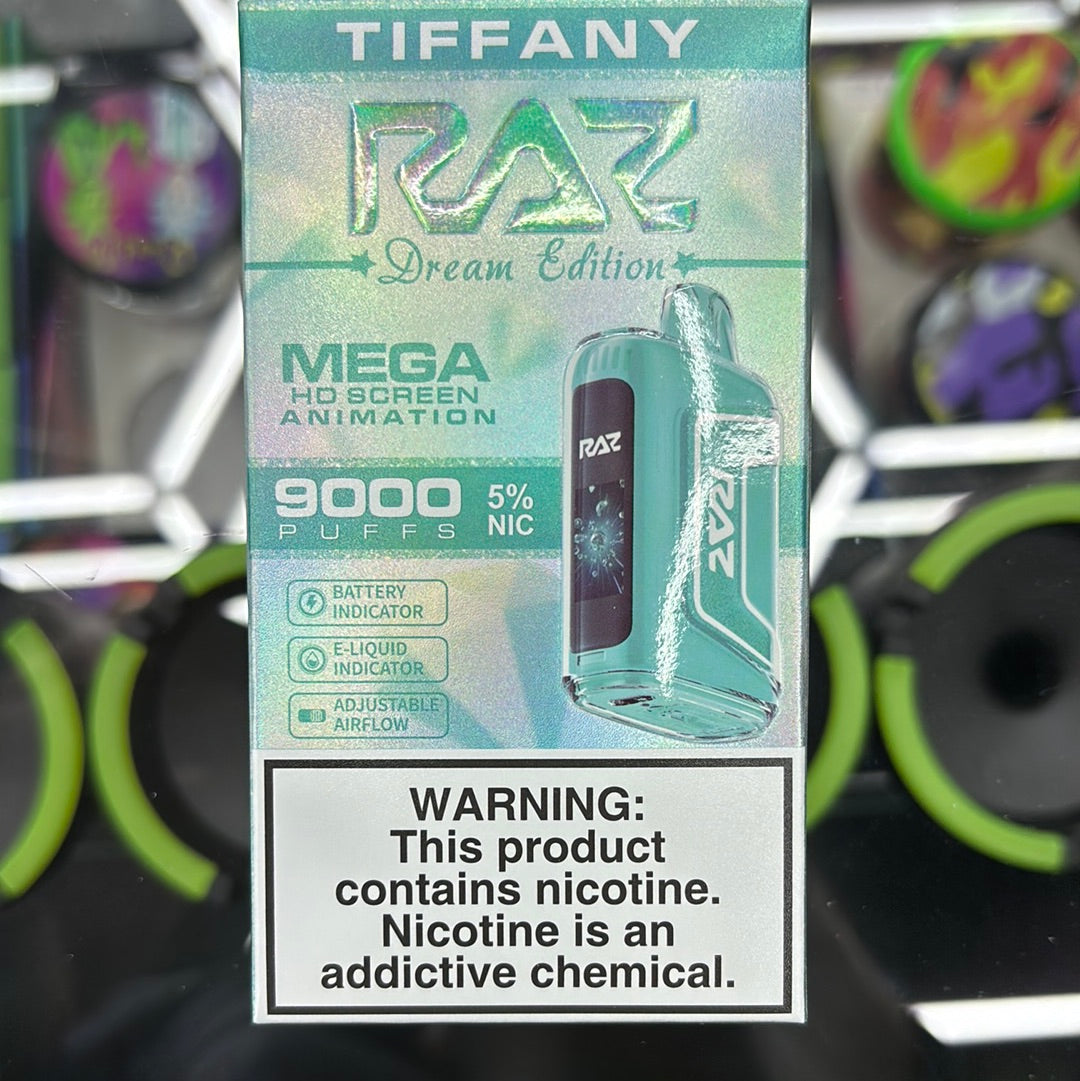 TIFFANY
RAZ
Dream Edition
MEGA
HD SCREEN
ANIMATION
9000
PUFFS
5%
NIC
RAZ
RAZ
BATTERY
INDICATOR
E-LIQUID
INDICATOR
ADJUSTABLE
AIRFLOW
WARNING:
This product
contains nicotine.
Nicotine is an
addictive chemical.